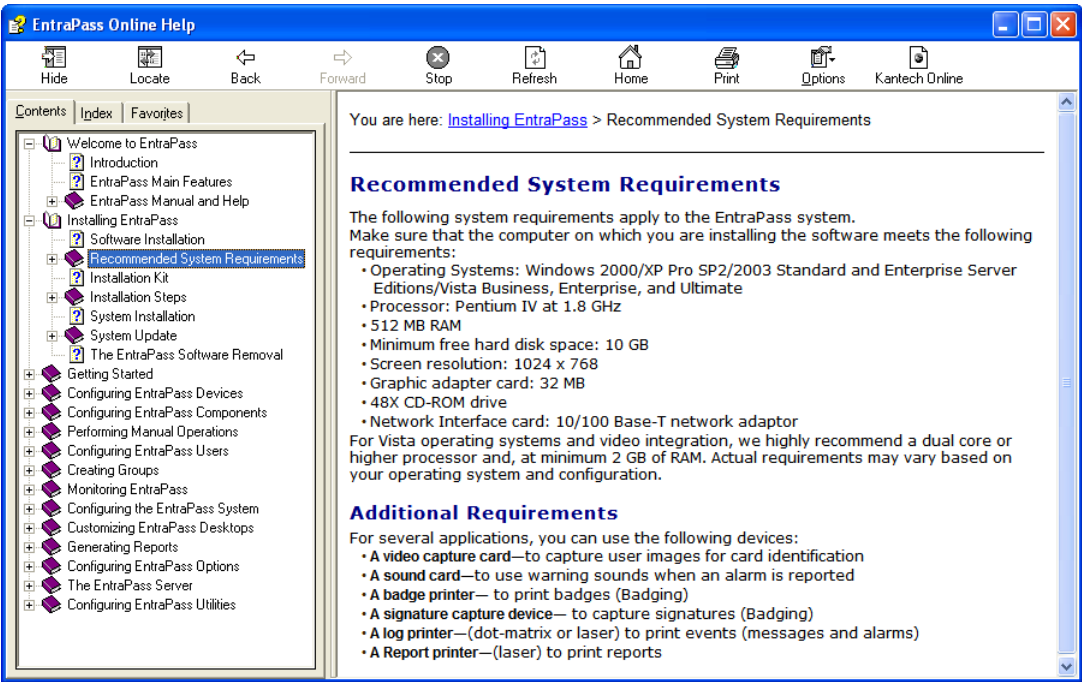 EntraPass Online Help
Hide Locate Back Forward Stop Refresh Home Print Options Kantech Online
Contents Index Favorites
Welcome to EntraPass
Introduction
EntraPass Main Features
EntraPass Manual and Help
Installing EntraPass
Software Installation
Recommended System Requirements
Installation Kit
Installation Steps
System Installation
System Update
The EntraPass Software Removal
Getting Started
Configuring EntraPass Devices
Configuring EntraPass Components
Performing Manual Operations
Configuring EntraPass Users
Creating Groups
Monitoring EntraPass
Configuring the EntraPass System
Customizing EntraPass Desktops
Generating Reports
Configuring EntraPass Options
The EntraPass Server
Configuring EntraPass Utilities
You are here: Installing EntraPass > Recommended System Requirements
Recommended System Requirements
The following system requirements apply to the EntraPass system.
Make sure that the computer on which you are installing the software meets the following
requirements:
• Operating Systems: Windows 2000/XP Pro SP2/2003 Standard and Enterprise Server
Editions/Vista Business, Enterprise, and Ultimate
• Processor: Pentium IV at 1.8 GHz
• 512 MB RAM
• Minimum free hard disk space: 10 GB
• Screen resolution: 1024 x 768
• Graphic adapter card: 32 MB
• 48X CD-ROM drive
• Network Interface card: 10/100 Base-T network adaptor
For Vista operating systems and video integration, we highly recommend a dual core or
higher processor and, at minimum 2 GB of RAM. Actual requirements may vary based on
your operating system and configuration.
Additional Requirements
For several applications, you can use the following devices:
• A video capture card—to capture user images for card identification
• A sound card—to use warning sounds when an alarm is reported
• A badge printer— to print badges (Badging)
• A signature capture device— to capture signatures (Badging)
• A log printer—(dot-matrix or laser) to print events (messages and alarms)
• A Report printer—(laser) to print reports